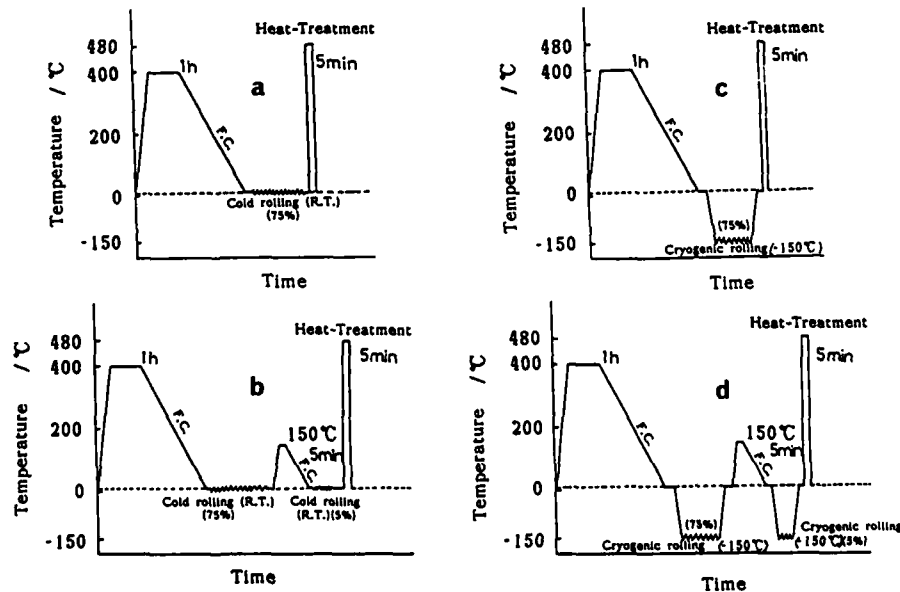 a
Heat-Treatment
5min
1h
F.C.
480
400
200
0
-150
Temperature / ℃
Cold rolling (R.T.)
(75%)
Time
c
Heat-Treatment
5min
1h
F.C.
480
400
200
0
-150
Temperature / ℃
(75%)
Cryogenic rolling(-150℃)
Time
b
Heat-Treatment
5min
1h
F.C.
480
400
200
0
-150
Temperature / ℃
150℃
5min
F.C.
Cold rolling (R.T.)
(75%)
Cold rolling
(R.T.)(5%)
Time
d
Heat-Treatment
5min
1h
F.C.
480
400
200
0
-150
Temperature / ℃
150℃
5min
F.C.
(75%)
Cryogenic rolling (-150℃)
Cryogenic rolling
(-150℃)(5%)
Time